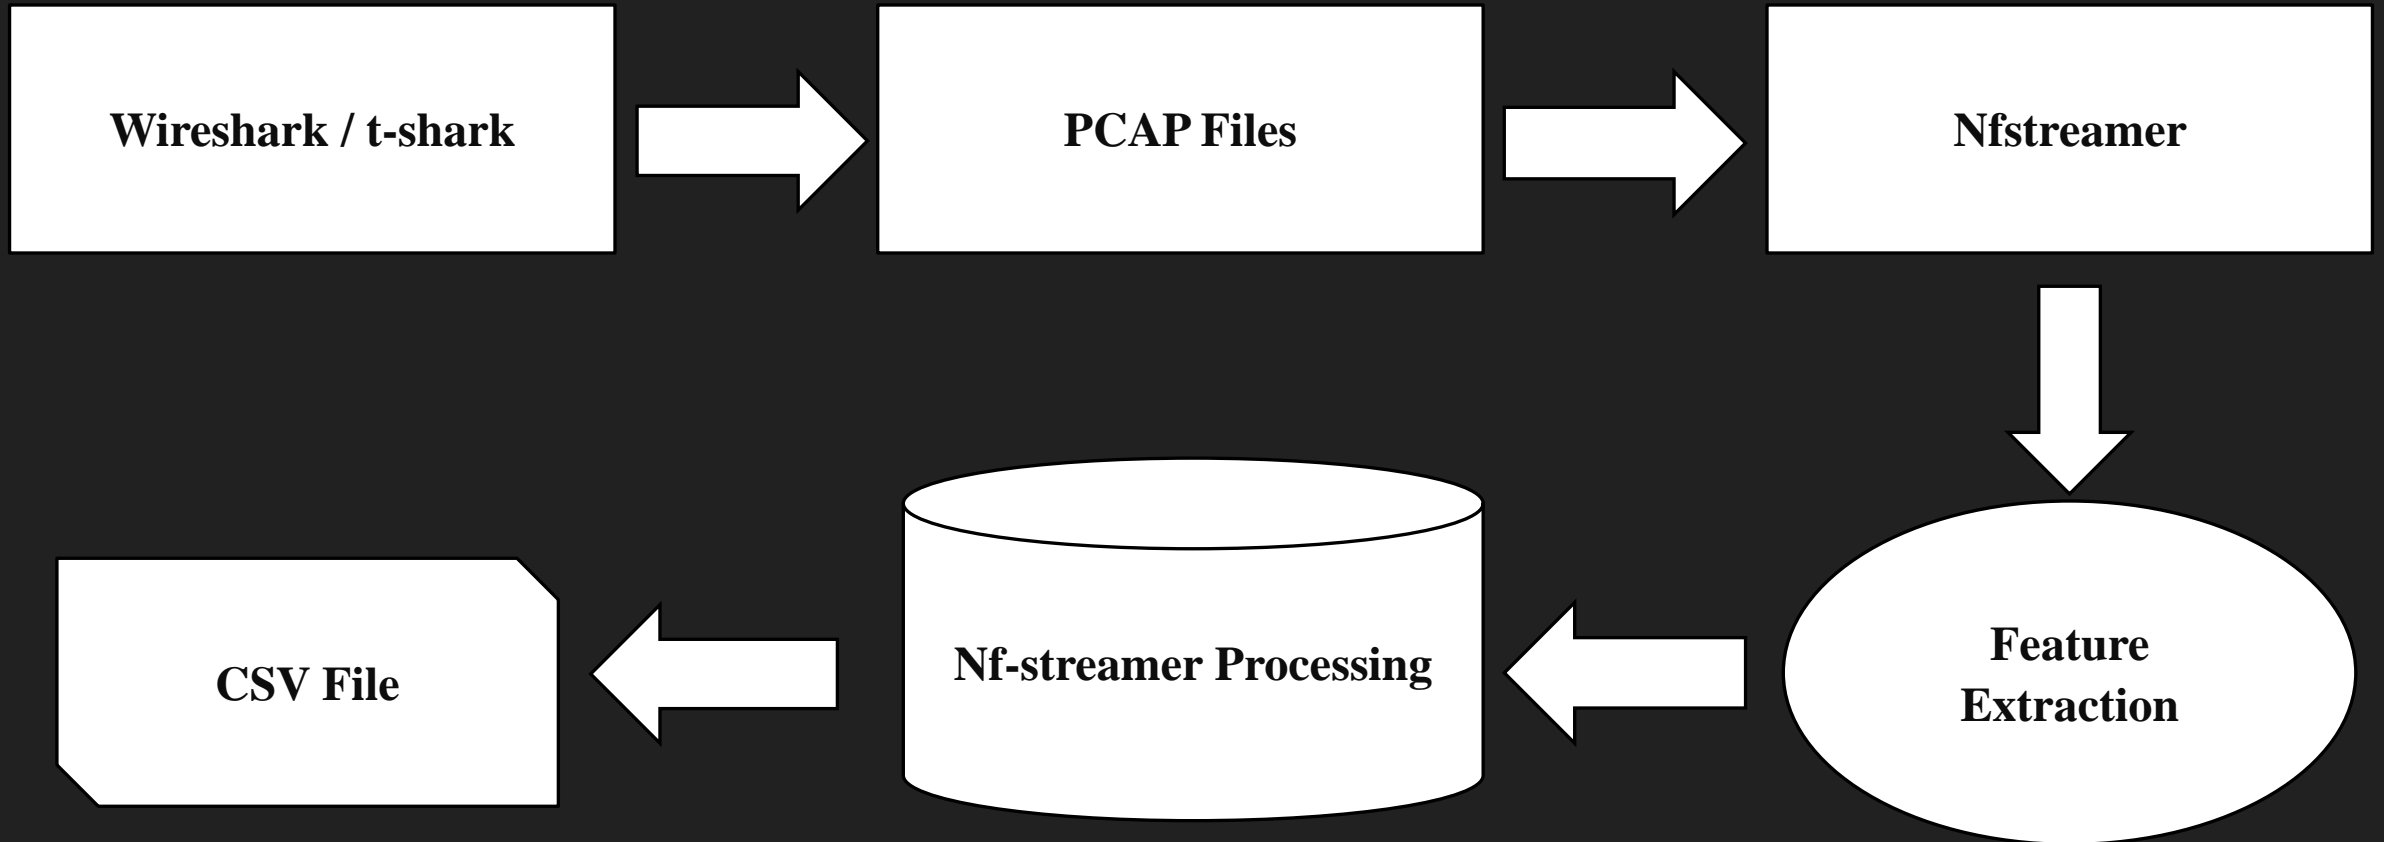 Wireshark / t-shark
PCAP Files
Nfstreamer
Feature
Extraction
Nf-streamer Processing
CSV File